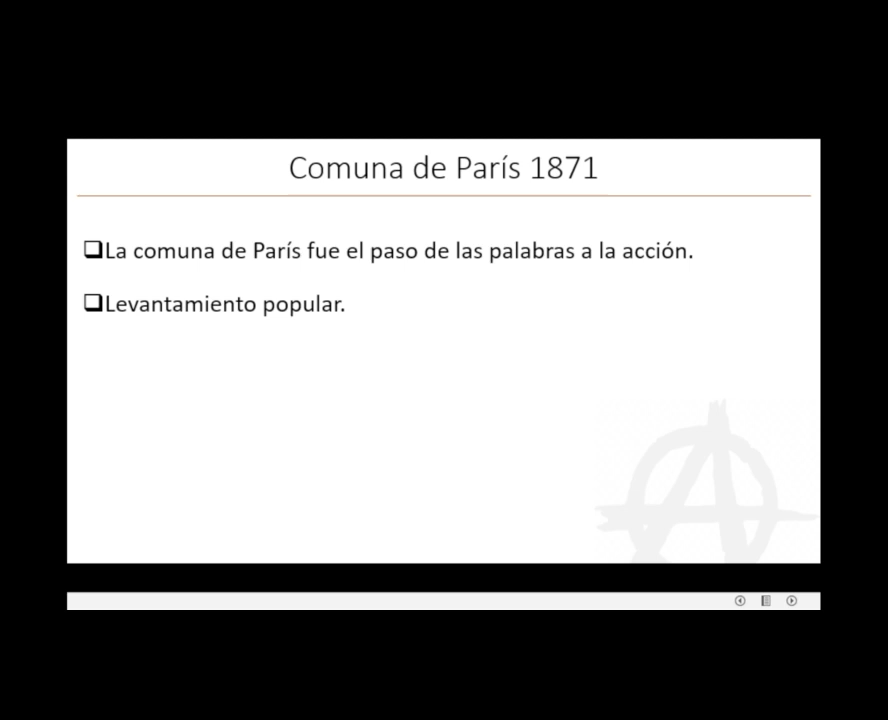 Comuna de París 1871
❑La comuna de París fue el paso de las palabras a la acción.
❑Levantamiento popular.